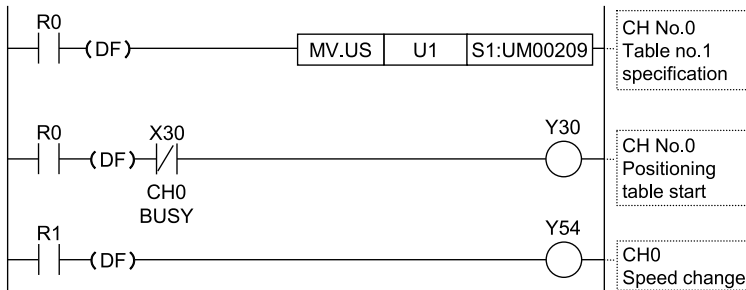 R0
(DF)
MV.US U1 S1:UM00209
CH No.0
Table no.1
specification
R0
(DF)
X30
CH0
BUSY
Y30
CH No.0
Positioning
table start
R1
(DF)
Y54
CH0
Speed change